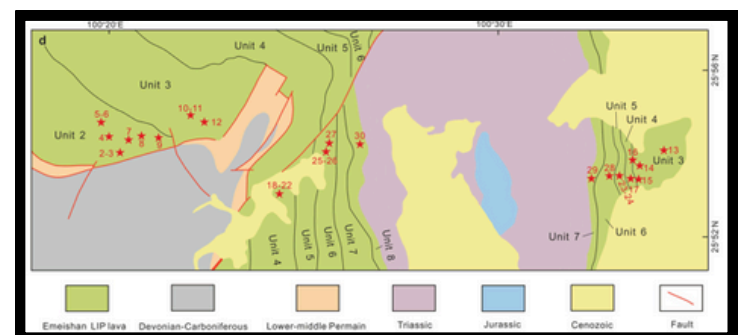 100°20'E
100°30'E
d
Unit 4
Unit 5
Unit 6
Unit 3
25°56'N
5-6
10-11
12
Unit 5
Unit 4
Unit 2
4
7
8
9
27
30
2-3
25-26
16
13
Unit 3
14
29
28
15
18-22
17
24
Unit 7
Unit 6
25°52'N
Unit 4
Unit 5
Unit 6
Unit 7
Unit 8
Emeishan LIP lava
Devonian-Carboniferous
Lower-middle Permain
Triassic
Jurassic
Cenozoic
Fault